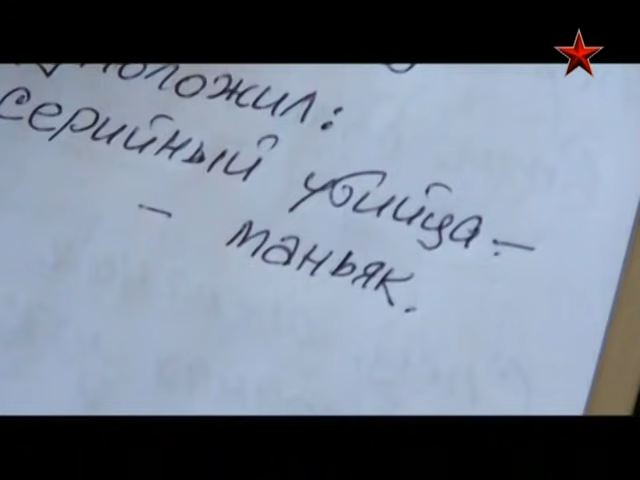 положил:
серийный убийца -
- маньяк.